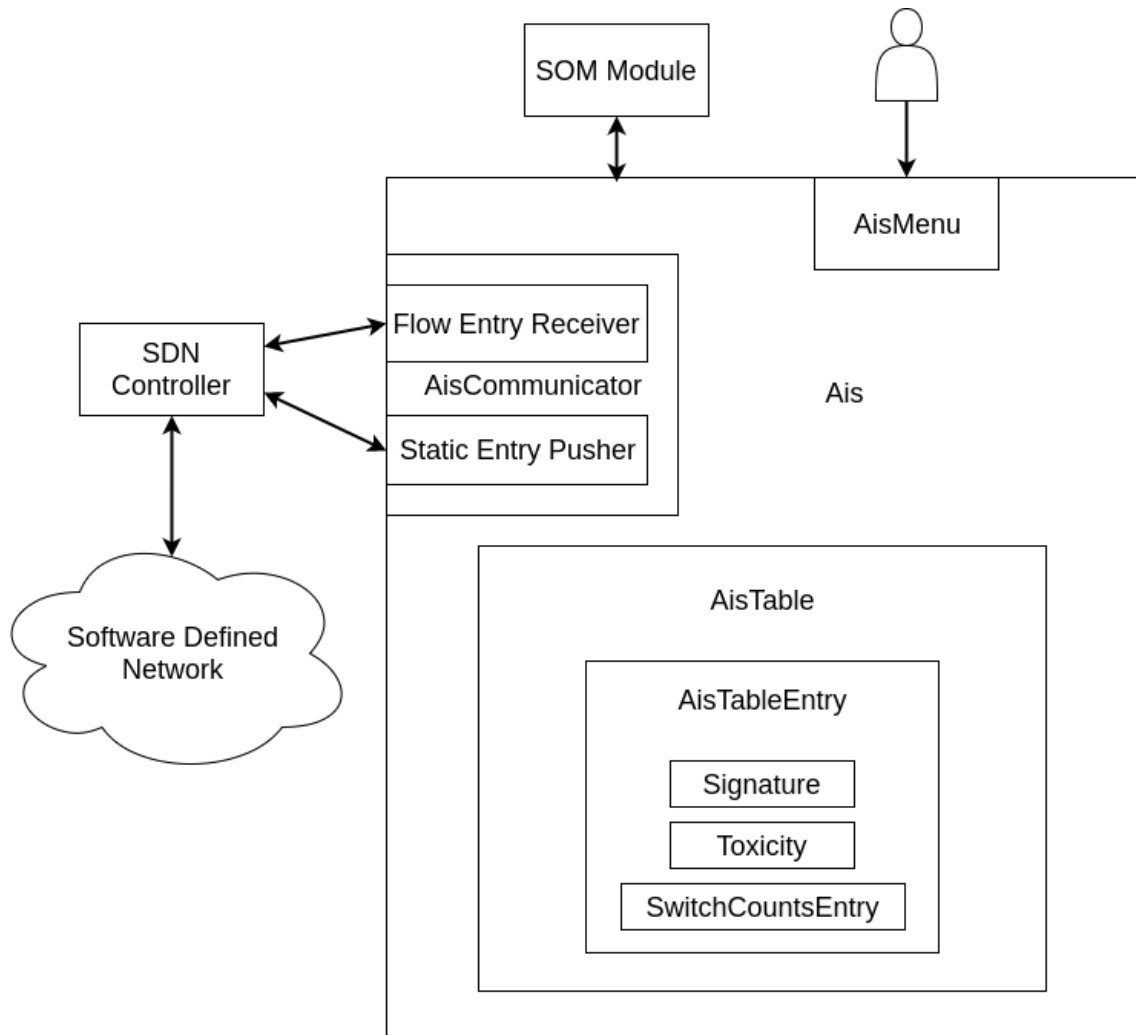 SOM Module
AisMenu
Flow Entry Receiver
SDN
Controller
AisCommunicator
Ais
Static Entry Pusher
AisTable
Software Defined
Network
AisTableEntry
Signature
Toxicity
SwitchCountsEntry